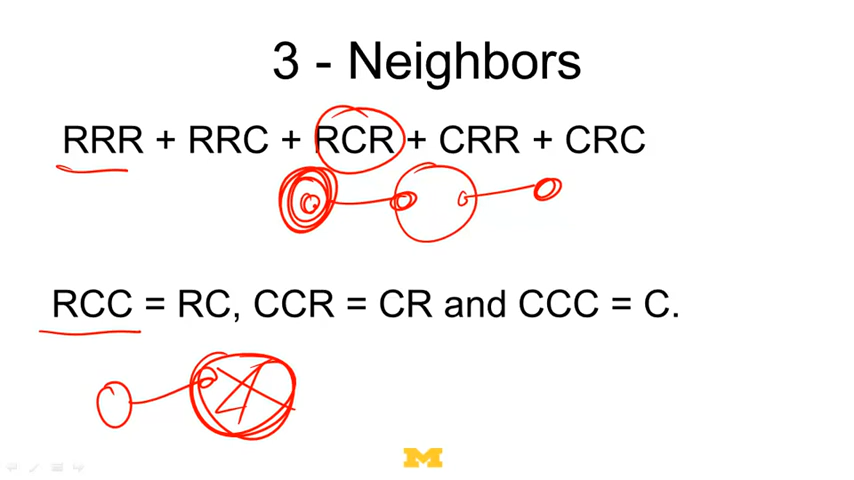 3 - Neighbors
RRR + RRC + RCR + CRR + CRC
RCC = RC, CCR = CR and CCC = C.
M